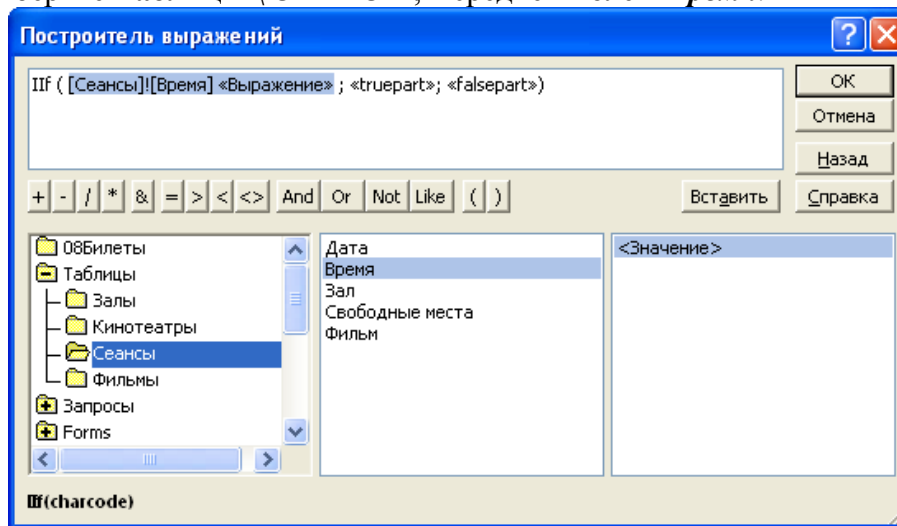 Построитель выражений
IIf ( [Сеансы]![Время] «Выражение» ; «truepart»; «falsepart»)
ОК
Отмена
Назад
+ - / * & = > < <> And Or Not Like ( )
Вставить
Справка
08Билеты
Таблицы
Залы
Кинотеатры
Сеансы
Фильмы
Запросы
Forms
Дата
Время
Зал
Свободные места
Фильм
<Значение>
IIf(charcode)